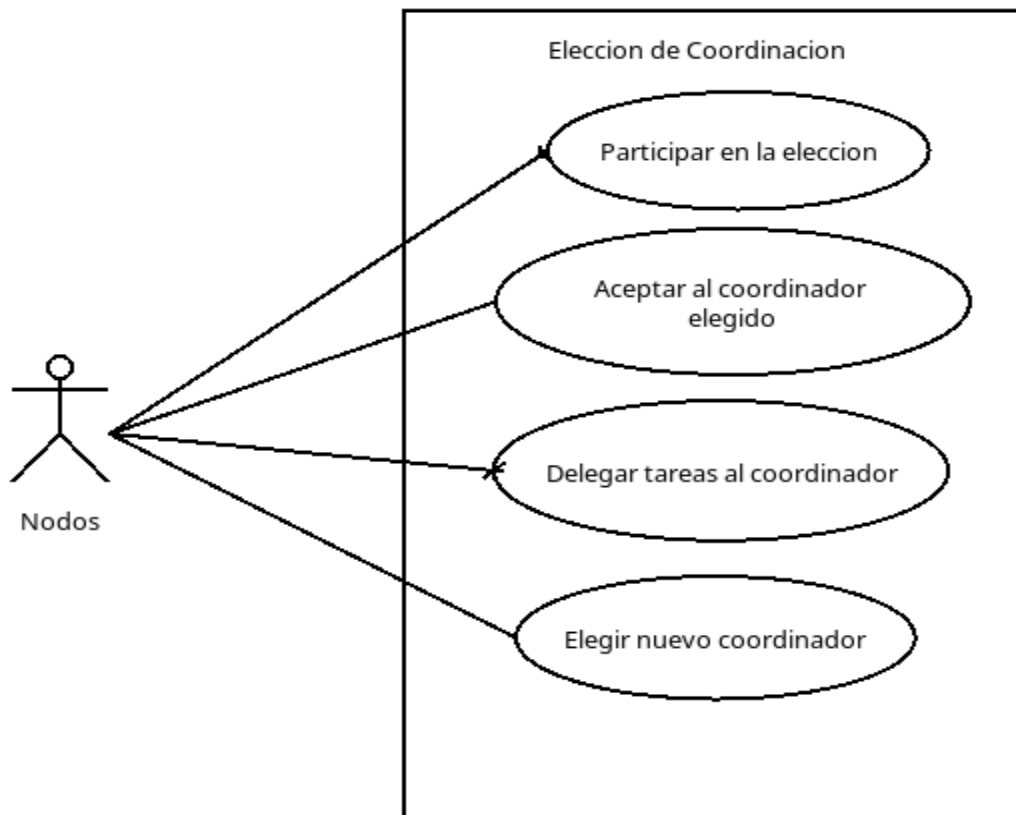 Eleccion de Coordinacion
Participar en la eleccion
Aceptar al coordinador
elegido
Delegar tareas al coordinador
Nodos
Elegir nuevo coordinador